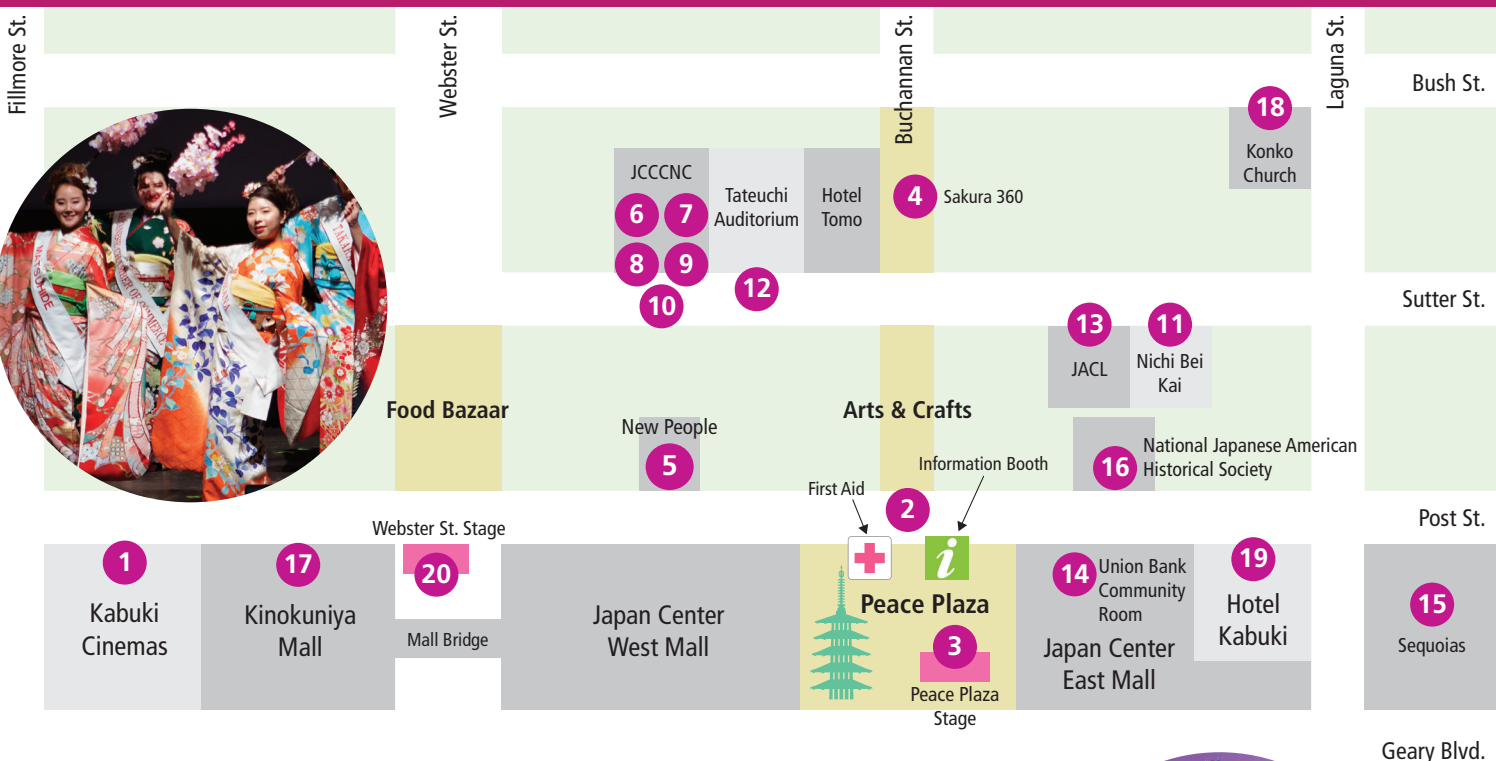 Fillmore St.
Webster St.
Buchannan St.
Laguna St.
Bush St.
18
Konko
Church
JCCCNC
6
7
8
9
10
Tateuchi
Auditorium
12
Hotel
Tomo
4
Sakura 360
Sutter St.
13
JACL
11
Nichi Bei
Kai
Food Bazaar
New People
5
Arts & Crafts
Information Booth
First Aid
2
16
National Japanese American
Historical Society
Post St.
Webster St. Stage
20
Mall Bridge
1
Kabuki
Cinemas
17
Kinokuniya
Mall
Japan Center
West Mall
i
Peace Plaza
3
Peace Plaza
Stage
14
Union Bank
Community
Room
Japan Center
East Mall
19
Hotel
Kabuki
15
Sequoias
Geary Blvd.